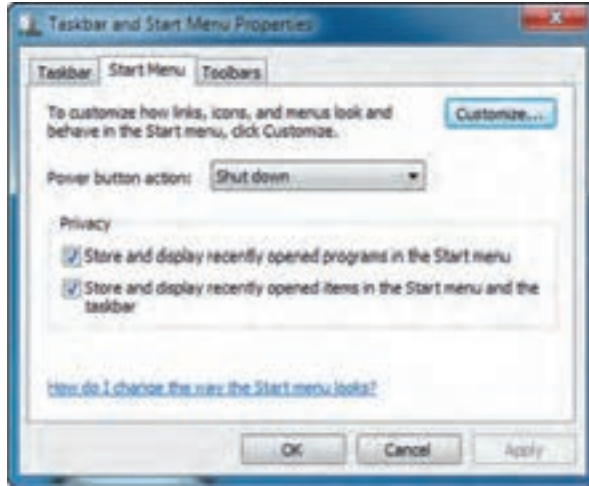 Taskbar and Start Menu Properties
Taskbar Start Menu Toolbars
To customize how links, icons, and menus look and
behave in the Start menu, click Customize.
Customize...
Power button action: Shut down
Privacy
Store and display recently opened programs in the Start menu
Store and display recently opened items in the Start menu and the
taskbar
How do I change the way the Start menu looks?
OK Cancel Apply